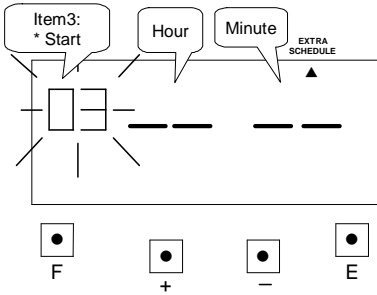 Item3:
* Start
Hour
Minute
EXTRA
SCHEDULE
▲
03 -- --
F
+
−
E